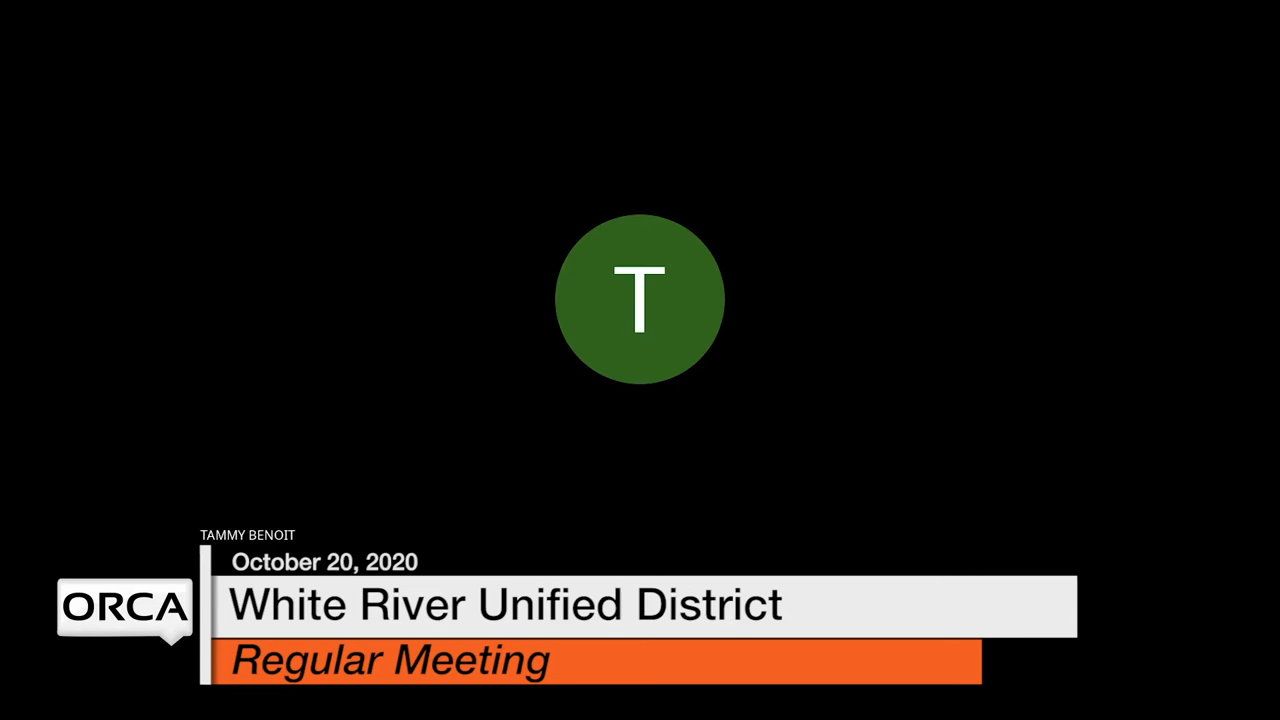 T
TAMMY BENOIT
October 20, 2020
ORCA
White River Unified District
Regular Meeting